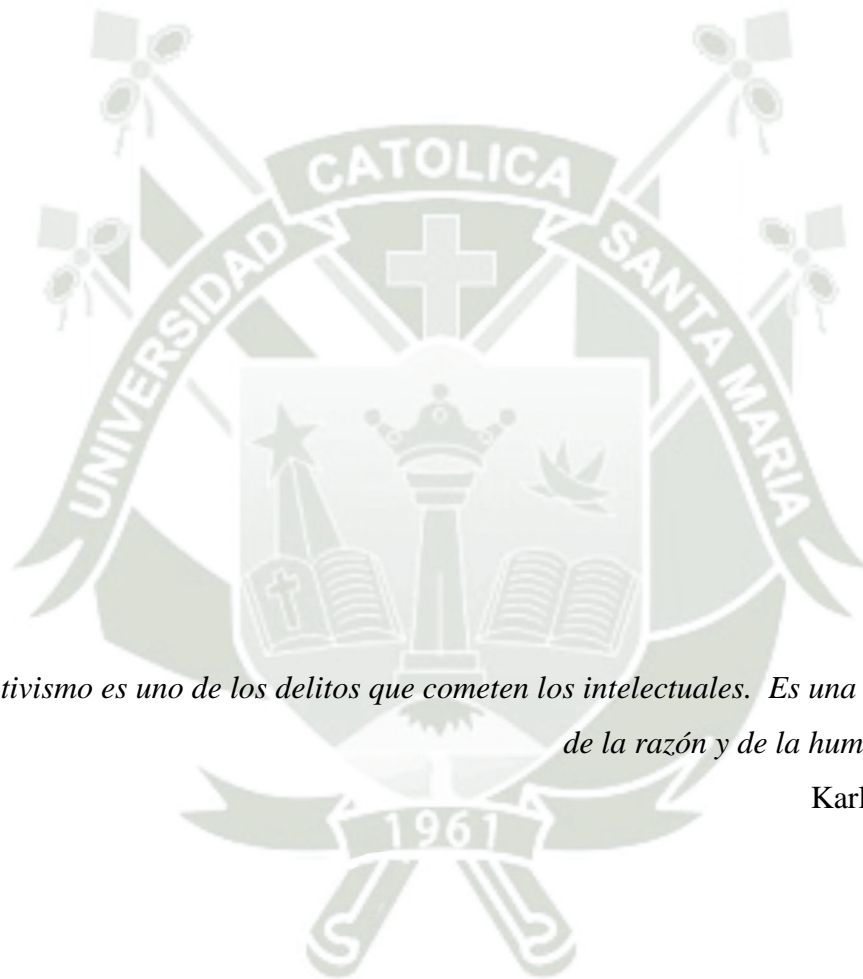 CATOLICA
UNIVERSIDAD SANTA MARIA
tivismo es uno de los delitos que cometen los intelectuales. Es una
de la razón y de la hum
Karl
1961